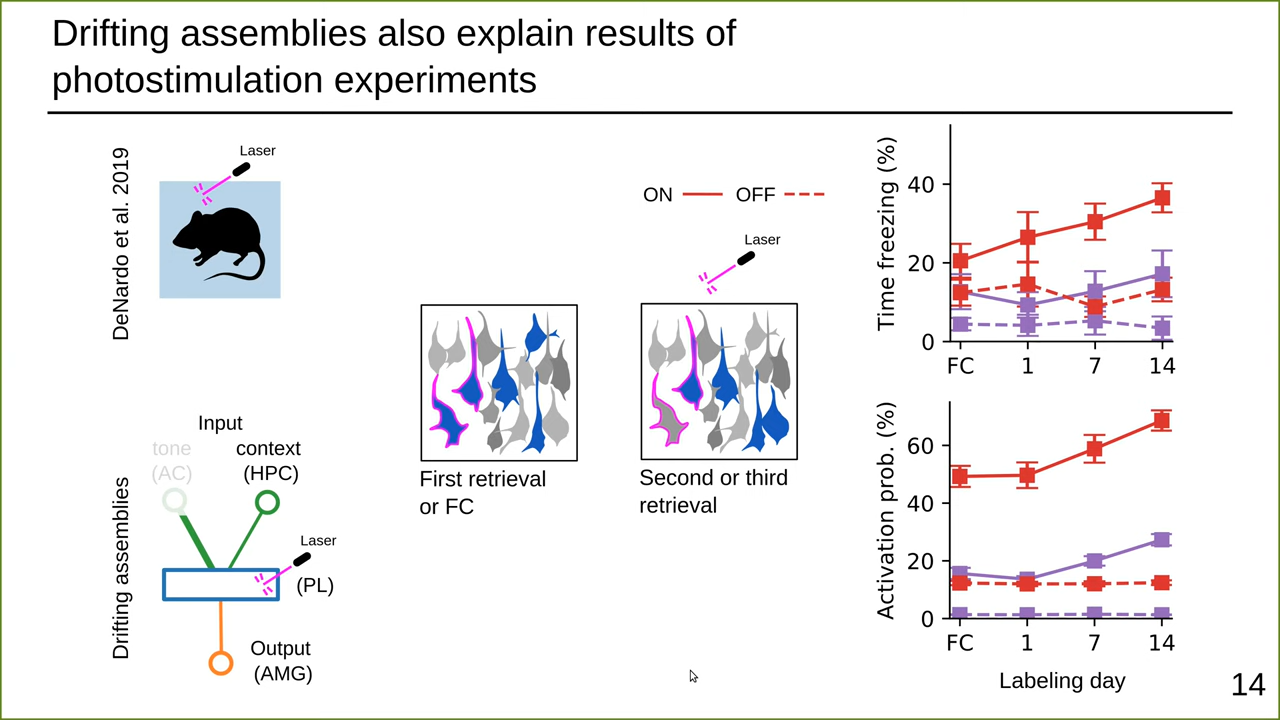 Drifting assemblies also explain results of
photostimulation experiments
DeNardo et al. 2019
Laser
ON
OFF
Laser
First retrieval
or FC
Second or third
retrieval
Time freezing (%)
40
20
0
FC
1
7
14
Drifting assemblies
Input
tone
(AC)
context
(HPC)
Laser
(PL)
Output
(AMG)
Activation prob. (%)
60
40
20
0
FC
1
7
14
Labeling day
14